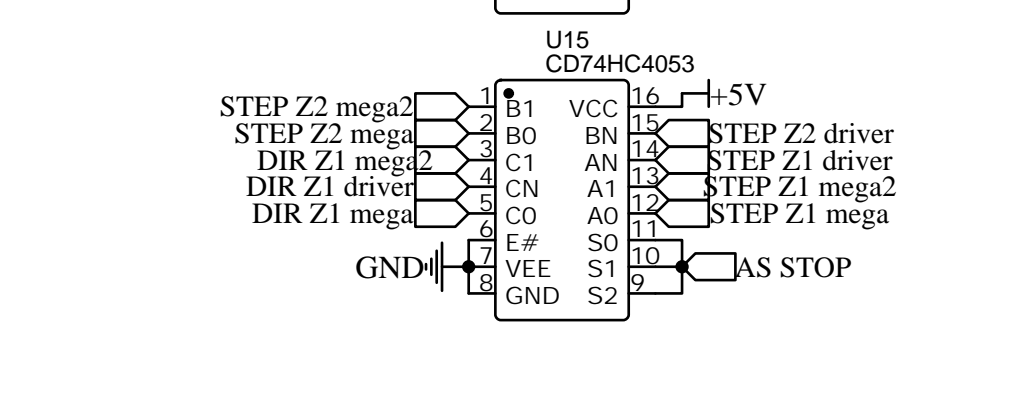 U15
CD74HC4053
STEP Z2 mega2 1 B1 VCC 16 +5V
STEP Z2 mega 2 B0 BN 15 STEP Z2 driver
DIR Z1 mega2 3 C1 AN 14 STEP Z1 driver
DIR Z1 driver 4 CN A1 13 STEP Z1 mega2
DIR Z1 mega 5 C0 A0 12 STEP Z1 mega
6 E# S0 11
GND 7 VEE S1 10 AS STOP
8 GND S2 9